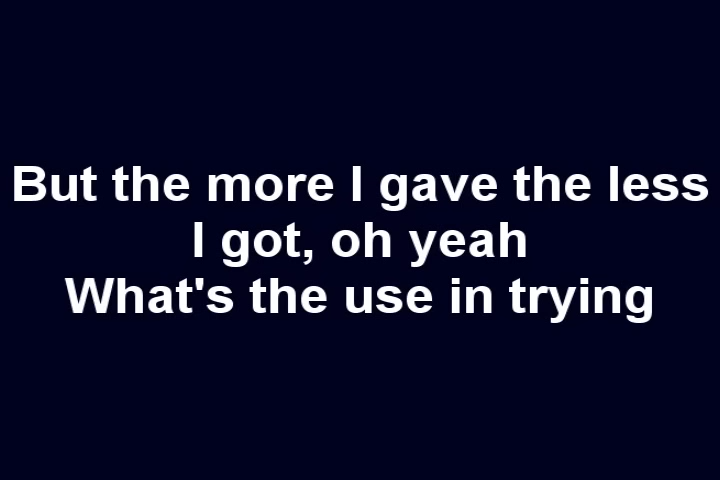 But the more I gave the less
I got, oh yeah
What's the use in trying